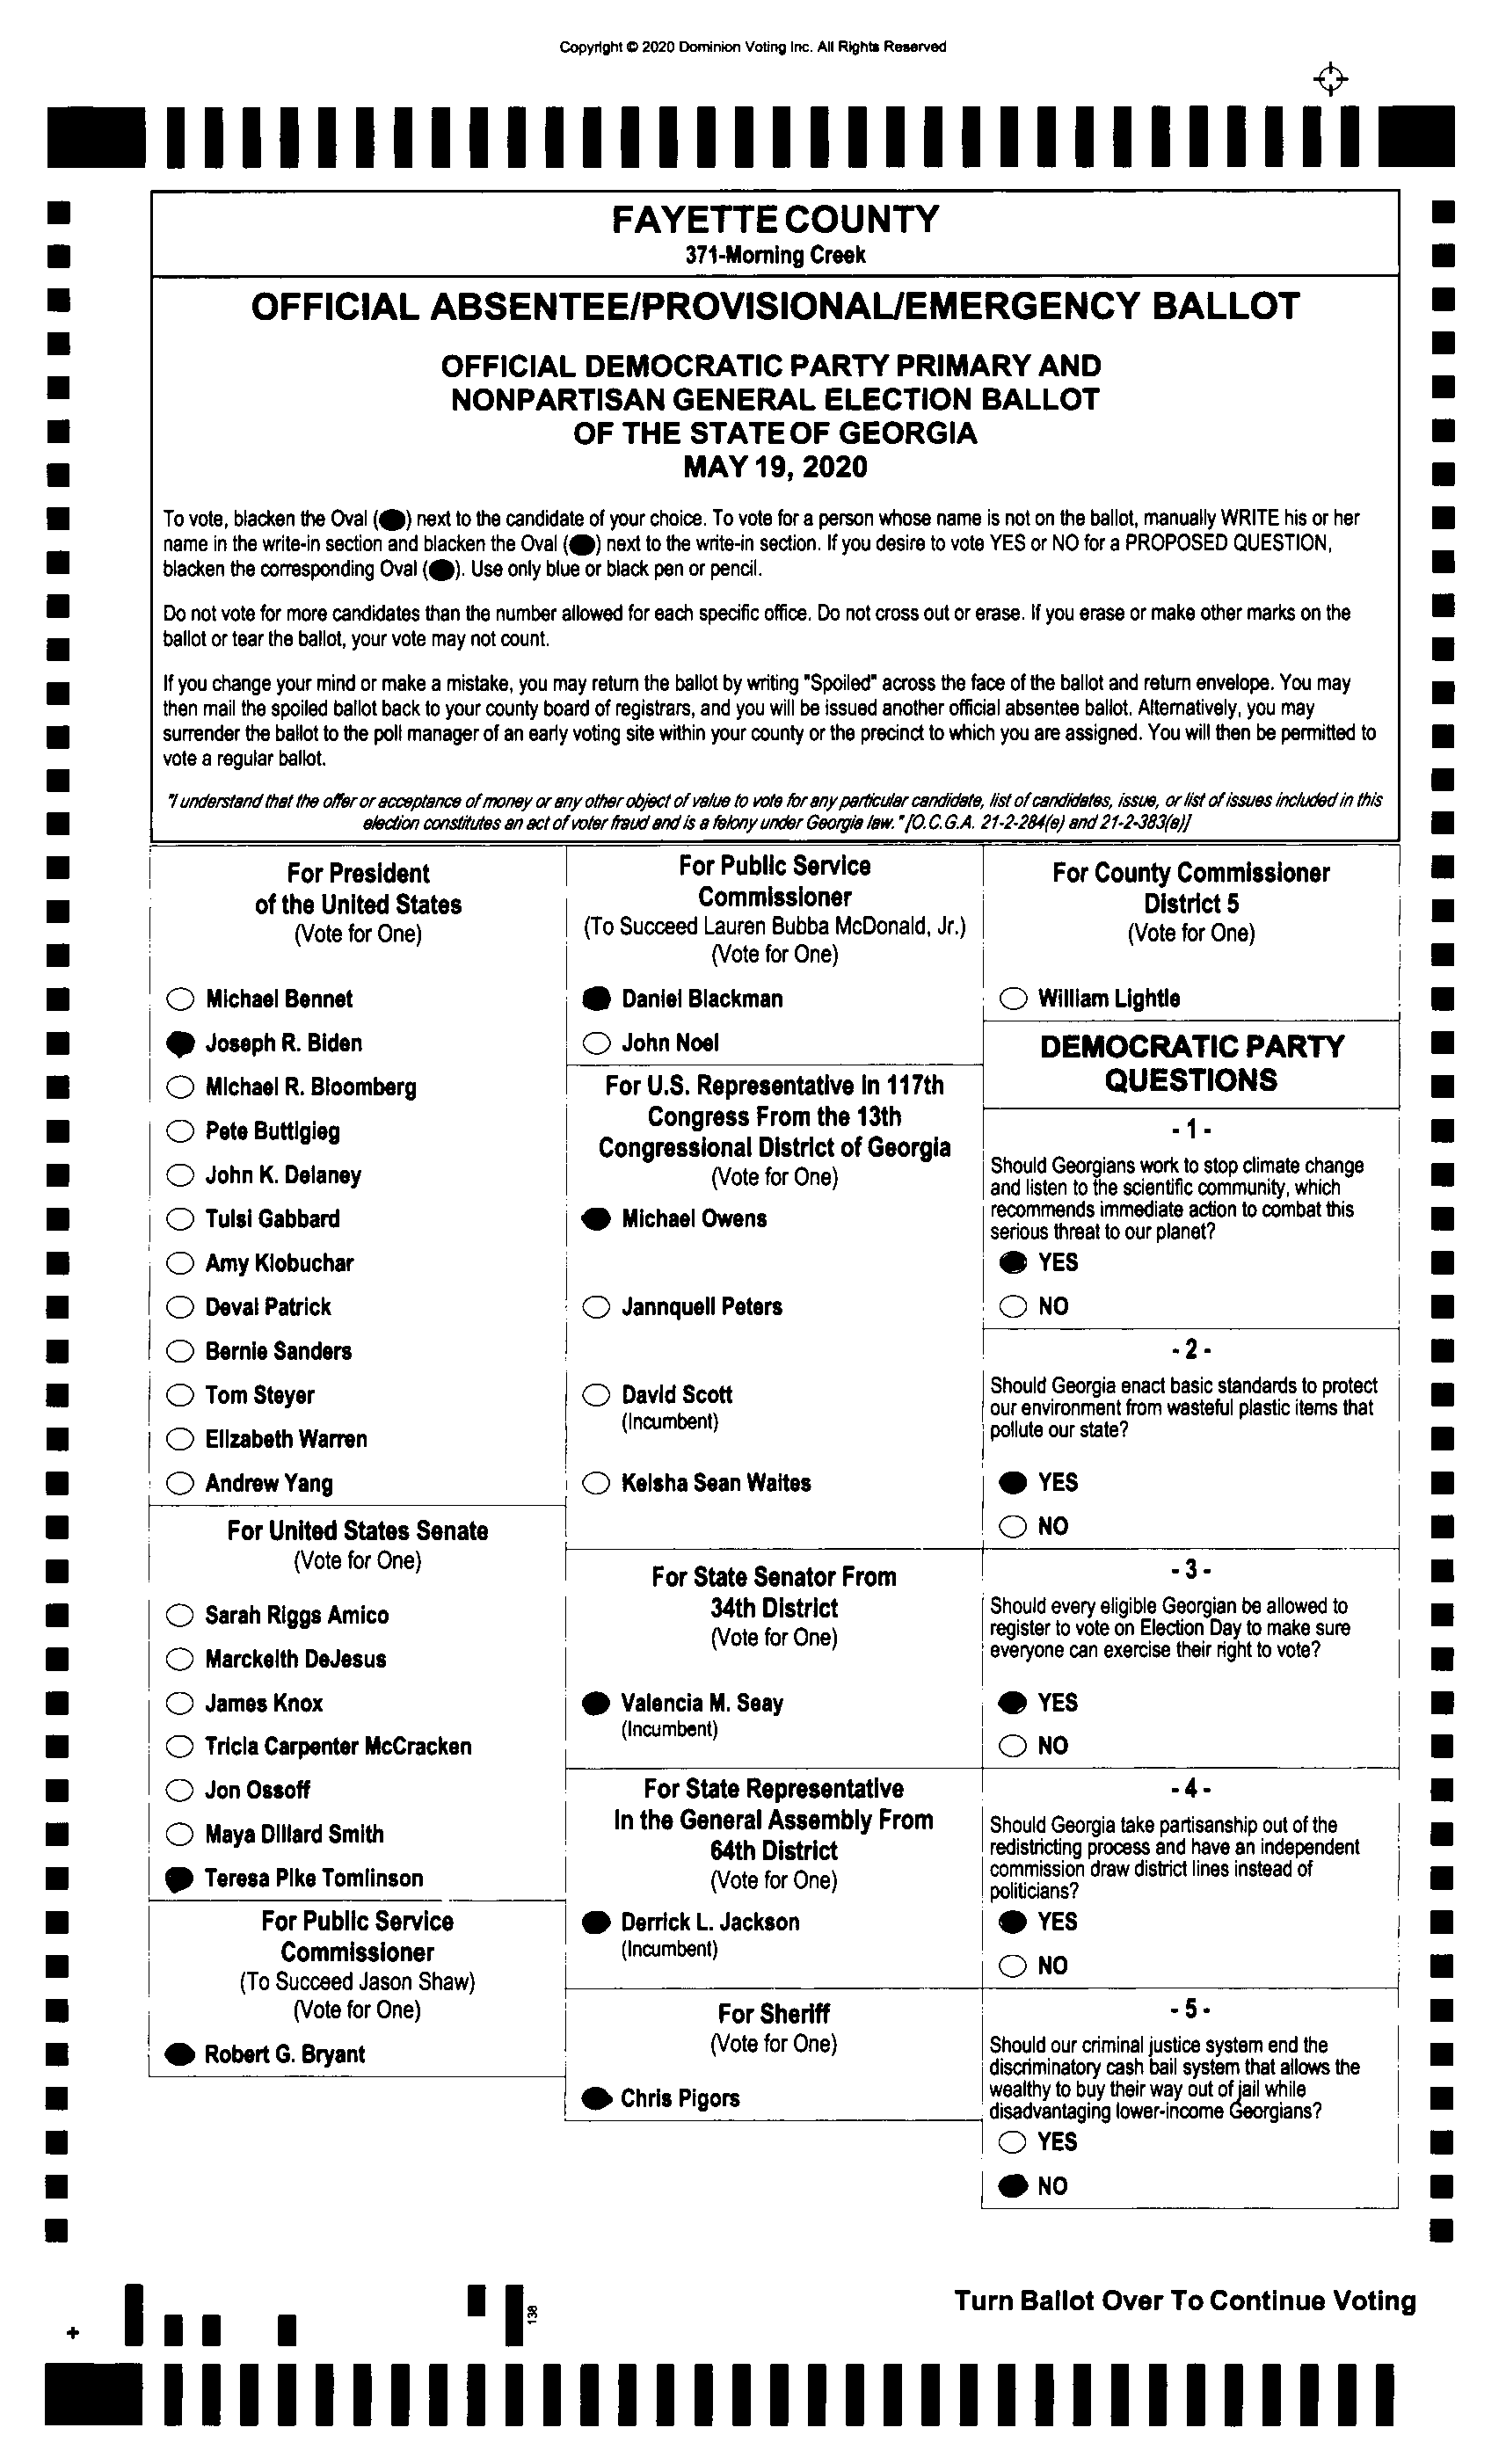 Copyright © 2020 Dominion Voting Inc. All Rights Reserved
FAYETTE COUNTY
371-Morning Creek
OFFICIAL ABSENTEE/PROVISIONAL/EMERGENCY BALLOT
OFFICIAL DEMOCRATIC PARTY PRIMARY AND
NONPARTISAN GENERAL ELECTION BALLOT
OF THE STATE OF GEORGIA
MAY 19, 2020
To vote, blacken the Oval (⬬) next to the candidate of your choice. To vote for a person whose name is not on the ballot, manually WRITE his or her
name in the write-in section and blacken the Oval (⬬) next to the write-in section. If you desire to vote YES or NO for a PROPOSED QUESTION,
blacken the corresponding Oval (⬬). Use only blue or black pen or pencil.
Do not vote for more candidates than the number allowed for each specific office. Do not cross out or erase. If you erase or make other marks on the
ballot or tear the ballot, your vote may not count.
If you change your mind or make a mistake, you may return the ballot by writing "Spoiled" across the face of the ballot and return envelope. You may
then mail the spoiled ballot back to your county board of registrars, and you will be issued another official absentee ballot. Alternatively, you may
surrender the ballot to the poll manager of an early voting site within your county or the precinct to which you are assigned. You will then be permitted to
vote a regular ballot.
"I understand that the offer or acceptance of money or any other object of value to vote for any particular candidate, list of candidates, issue, or list of issues included in this
election constitutes an act of voter fraud and is a felony under Georgia law." [O.C.G.A. 21-2-284(e) and 21-2-383(a)]
For President
of the United States
(Vote for One)
Michael Bennet
Joseph R. Biden
Michael R. Bloomberg
Pete Buttigieg
John K. Delaney
Tulsi Gabbard
Amy Klobuchar
Deval Patrick
Bernie Sanders
Tom Steyer
Elizabeth Warren
Andrew Yang
For United States Senate
(Vote for One)
Sarah Riggs Amico
Marckeith DeJesus
James Knox
Tricia Carpenter McCracken
Jon Ossoff
Maya Dillard Smith
Teresa Pike Tomlinson
For Public Service
Commissioner
(To Succeed Jason Shaw)
(Vote for One)
Robert G. Bryant
For Public Service
Commissioner
(To Succeed Lauren Bubba McDonald, Jr.)
(Vote for One)
Daniel Blackman
John Noel
For U.S. Representative in 117th
Congress From the 13th
Congressional District of Georgia
(Vote for One)
Michael Owens
Jannquell Peters
David Scott
(Incumbent)
Keisha Sean Waites
For State Senator From
34th District
(Vote for One)
Valencia M. Seay
(Incumbent)
For State Representative
In the General Assembly From
64th District
(Vote for One)
Derrick L. Jackson
(Incumbent)
For Sheriff
(Vote for One)
Chris Pigors
For County Commissioner
District 5
(Vote for One)
William Lightle
DEMOCRATIC PARTY
QUESTIONS
- 1 -
Should Georgians work to stop climate change
and listen to the scientific community, which
recommends immediate action to combat this
serious threat to our planet?
YES
NO
- 2 -
Should Georgia enact basic standards to protect
our environment from wasteful plastic items that
pollute our state?
YES
NO
- 3 -
Should every eligible Georgian be allowed to
register to vote on Election Day to make sure
everyone can exercise their right to vote?
YES
NO
- 4 -
Should Georgia take partisanship out of the
redistricting process and have an independent
commission draw district lines instead of
politicians?
YES
NO
- 5 -
Should our criminal justice system end the
discriminatory cash bail system that allows the
wealthy to buy their way out of jail while
disadvantaging lower-income Georgians?
YES
NO
Turn Ballot Over To Continue Voting
138